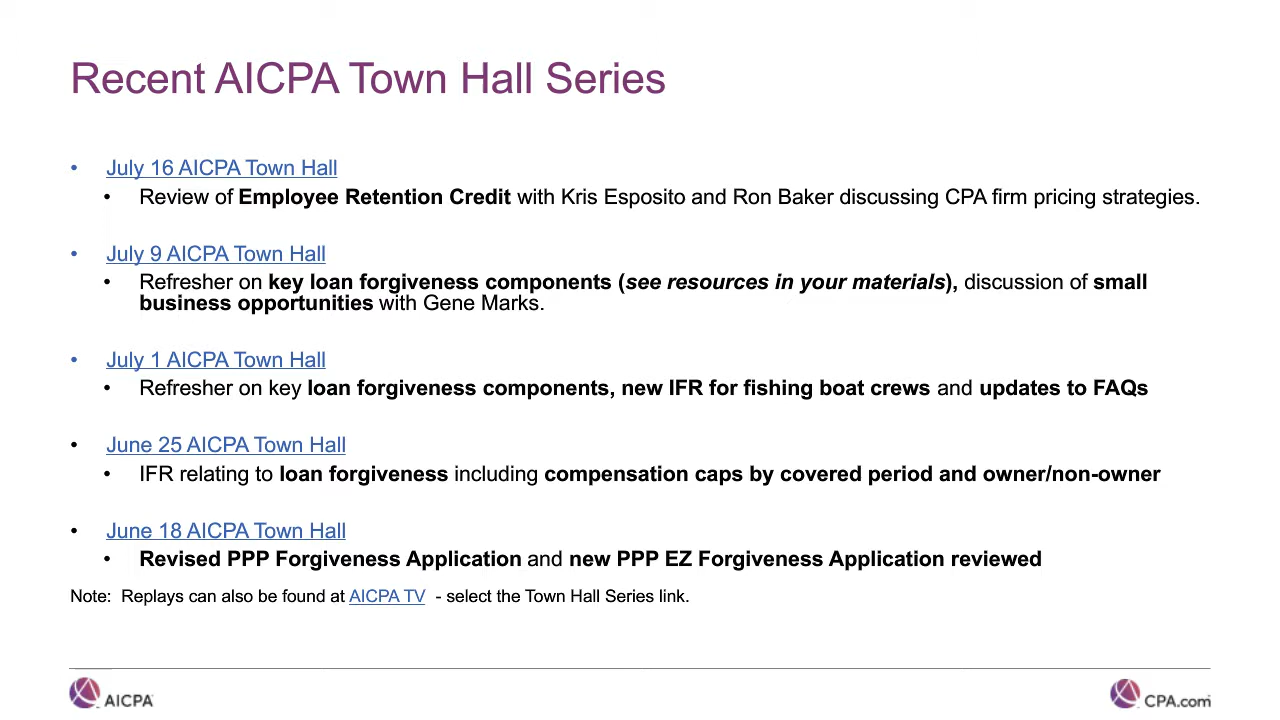 Recent AICPA Town Hall Series
• July 16 AICPA Town Hall
• Review of Employee Retention Credit with Kris Esposito and Ron Baker discussing CPA firm pricing strategies.
• July 9 AICPA Town Hall
• Refresher on key loan forgiveness components (see resources in your materials), discussion of small
business opportunities with Gene Marks.
• July 1 AICPA Town Hall
• Refresher on key loan forgiveness components, new IFR for fishing boat crews and updates to FAQs
• June 25 AICPA Town Hall
• IFR relating to loan forgiveness including compensation caps by covered period and owner/non-owner
• June 18 AICPA Town Hall
• Revised PPP Forgiveness Application and new PPP EZ Forgiveness Application reviewed
Note: Replays can also be found at AICPA TV - select the Town Hall Series link.
AICPA
CPA.com